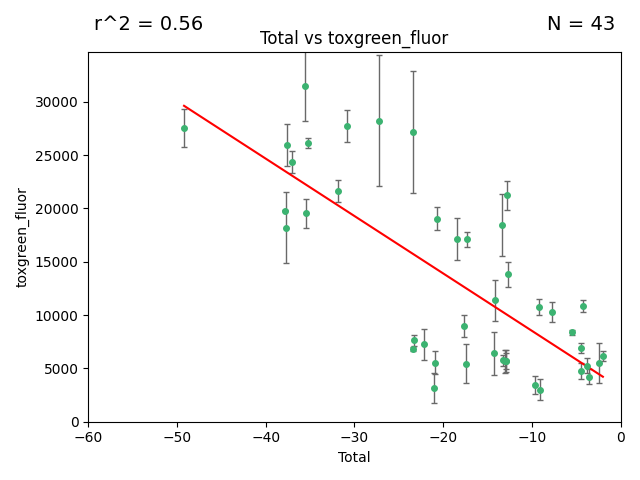 r^2 = 0.56
N = 43
Total vs toxgreen_fluor
toxgreen_fluor
30000
25000
20000
15000
10000
5000
0
−60
−50
−40
−30
−20
−10
0
Total